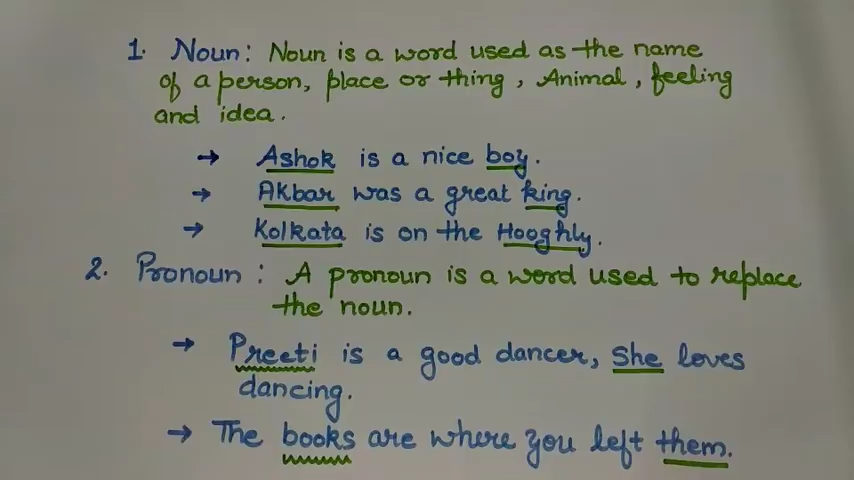 1. Noun: Noun is a word used as the name
of a person, place or thing, Animal, feeling
and idea.
→ Ashok is a nice boy.
→ Akbar was a great king.
→ Kolkata is on the Hooghly.
2. Pronoun: A pronoun is a word used to replace
the noun.
→ Preeti is a good dancer, She loves
dancing.
→ The books are where you left them.